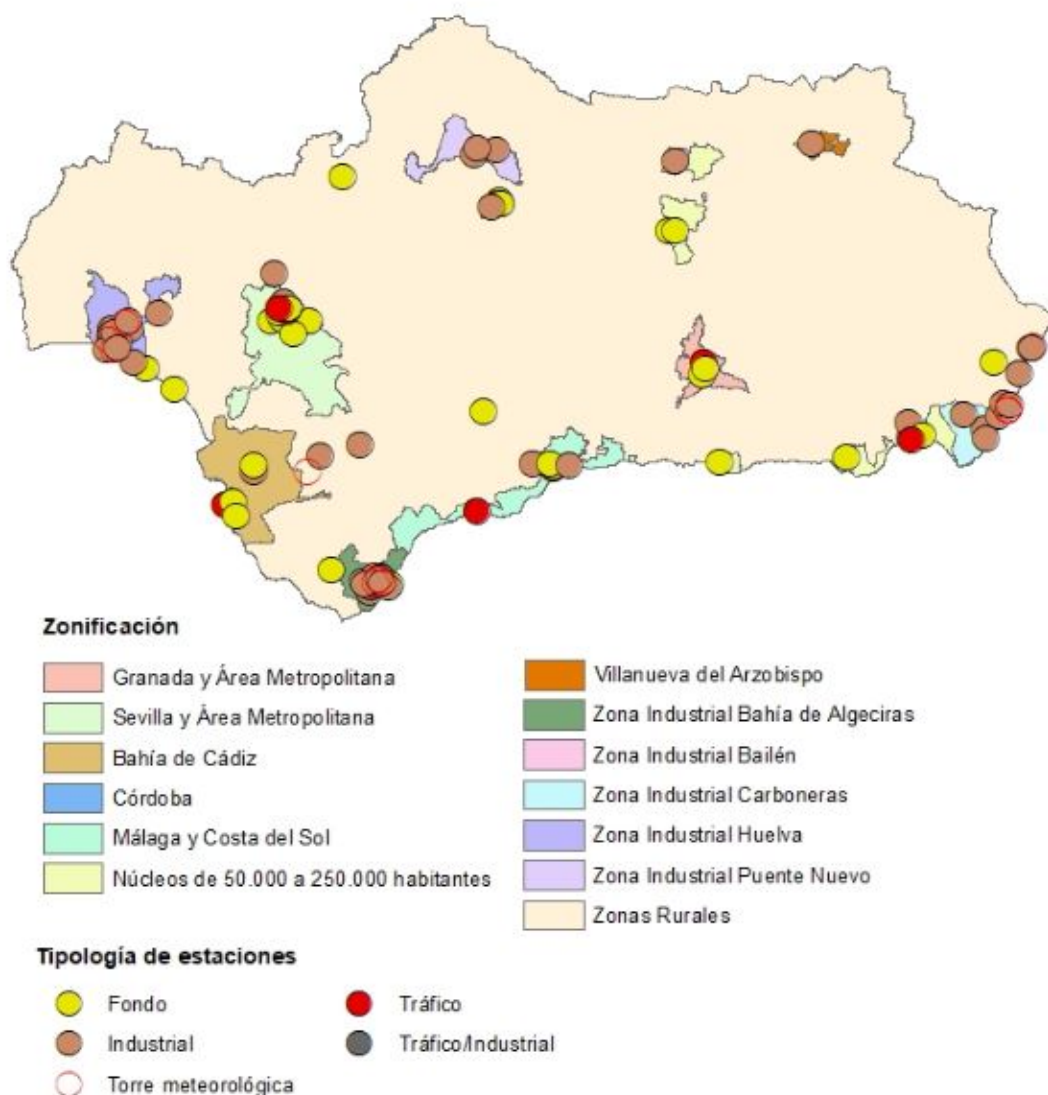 Zonificación
Granada y Área Metropolitana
Sevilla y Área Metropolitana
Bahía de Cádiz
Córdoba
Málaga y Costa del Sol
Núcleos de 50.000 a 250.000 habitantes
Villanueva del Arzobispo
Zona Industrial Bahía de Algeciras
Zona Industrial Bailén
Zona Industrial Carboneras
Zona Industrial Huelva
Zona Industrial Puente Nuevo
Zonas Rurales
Tipología de estaciones
Fondo
Industrial
Torre meteorológica
Tráfico
Tráfico/Industrial